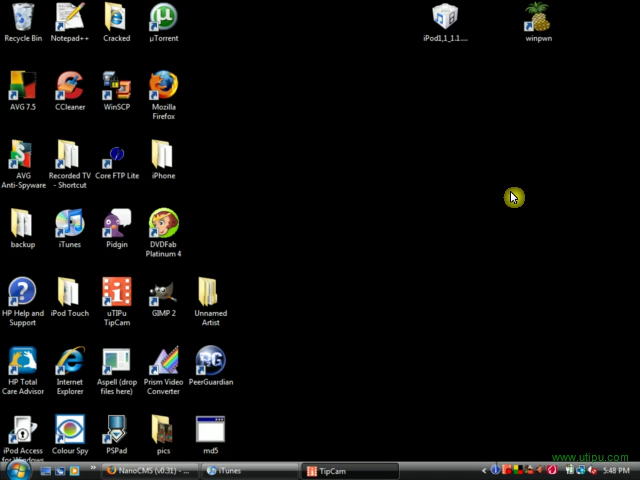 Recycle Bin
Notepad++
Cracked
µTorrent
iPod1,1_1.1....
winpwn
AVG 7.5
CCleaner
WinSCP
Mozilla
Firefox
AVG
Anti-Spyware
Recorded TV
- Shortcut
Core FTP Lite
iPhone
backup
iTunes
Pidgin
DVDFab
Platinum 4
HP Help and
Support
iPod Touch
uTIPu
TipCam
GIMP 2
Unnamed
Artist
HP Total
Care Advisor
Internet
Explorer
Aspell (drop
files here)
Prism Video
Converter
PeerGuardian
iPod Access
for Windows
Colour Spy
PSPad
pics
md5
www.utipu.com
NanoCMS (v0.31) - ...
iTunes
TipCam
5:48 PM